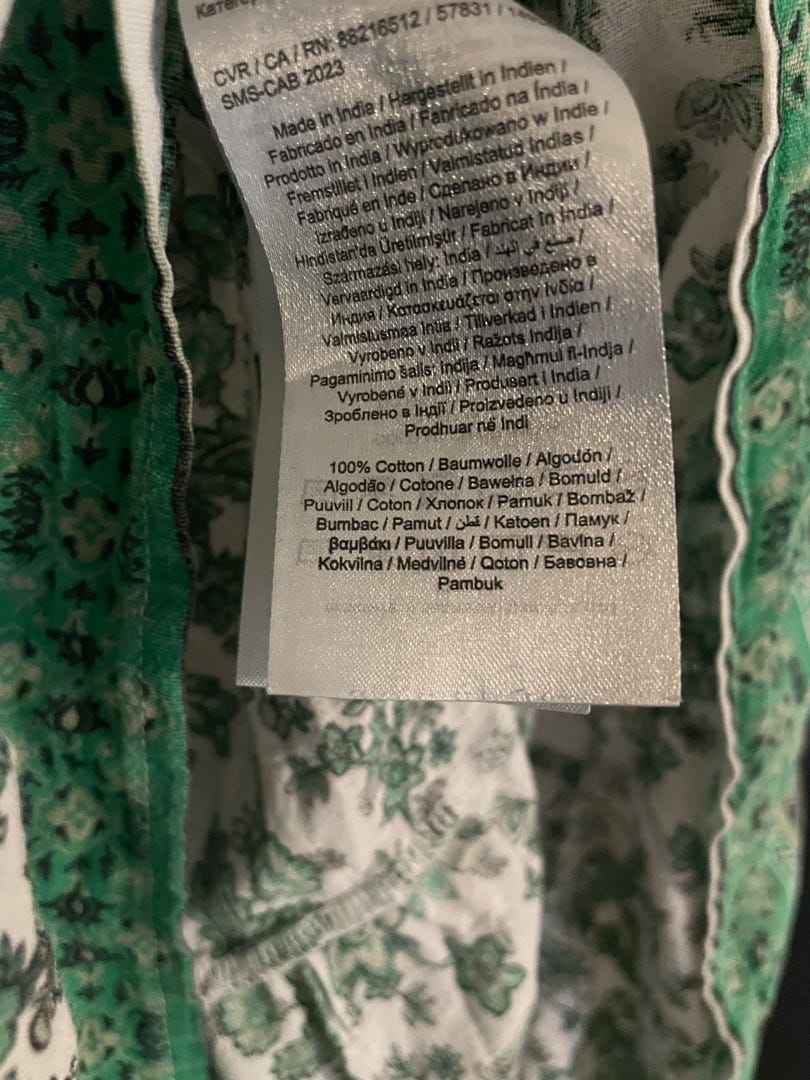 CVR / CA / RN: 88216512 / 57831 /
SMS-CAB 2023
Made in India / Hergestellt in Indien /
Fabricado en India / Fabricado na Índia /
Prodotto in India / Wyprodukowano w Indie /
Fremstillet i Indien / Valmistatud Indias /
Fabriqué en Inde / Сделано в Индии /
Izrađeno u Indiji / Narejeno v Indiji /
Hindistan'da Üretilmiştir / Fabricat în India /
Származási hely: India / صنع في الهند /
Vervaardigd in India / Произведено в
Индия / Κατασκευάζεται στην Ινδία /
Valmistusmaa Intia / Tillverkad i Indien /
Vyrobeno v Indii / Ražots Indija /
Pagaminimo šalis: Indija / Magħmul fl-Indja /
Vyrobené v Indii / Produsert i India /
Зроблено в Індії / Proizvedeno u Indiji /
Prodhuar në Indi
100% Cotton / Baumwolle / Algodón /
Algodão / Cotone / Bawełna / Bomuld /
Puuvill / Coton / Хлопок / Pamuk / Bombaž /
Bumbac / Pamut / قطن / Katoen / Памук /
βαμβάκι / Puuvilla / Bomull / Bavlna /
Kokvilna / Medvilnė / Qoton / Бавовна /
Pambuk